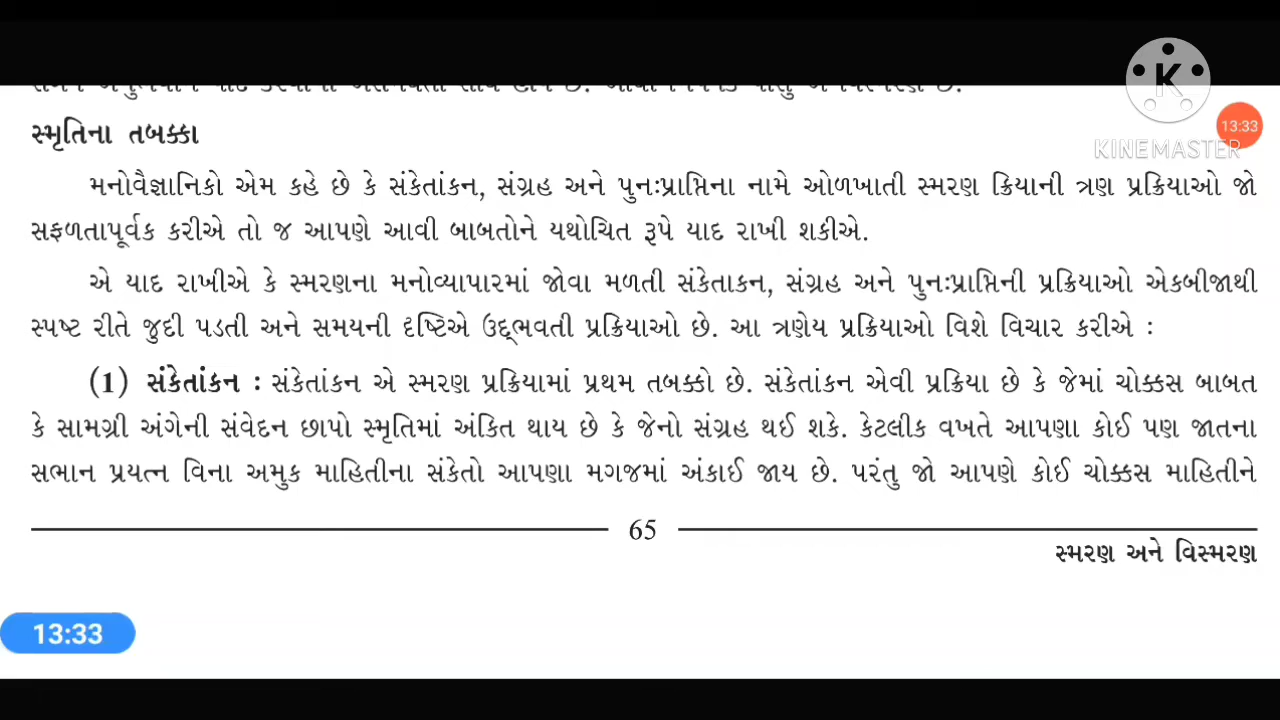 KINEMASTER
13:33
સ્મૃતિના તબક્કા
મનોવૈજ્ઞાનિકો એમ કહે છે કે સંકેતાંકન, સંગ્રહ અને પુનઃપ્રાપ્તિના નામે ઓળખાતી સ્મરણ ક્રિયાની ત્રણ પ્રક્રિયાઓ જો
સફળતાપૂર્વક કરીએ તો જ આપણે આવી બાબતોને યથોચિત રૂપે યાદ રાખી શકીએ.
એ યાદ રાખીએ કે સ્મરણના મનોવ્યાપારમાં જોવા મળતી સંકેતાકન, સંગ્રહ અને પુનઃપ્રાપ્તિની પ્રક્રિયાઓ એકબીજાથી
સ્પષ્ટ રીતે જુદી પડતી અને સમયની દૃષ્ટિએ ઉદ્‌ભવતી પ્રક્રિયાઓ છે. આ ત્રણેય પ્રક્રિયાઓ વિશે વિચાર કરીએ :
(1) સંકેતાંકન : સંકેતાંકન એ સ્મરણ પ્રક્રિયામાં પ્રથમ તબક્કો છે. સંકેતાંકન એવી પ્રક્રિયા છે કે જેમાં ચોક્કસ બાબત
કે સામગ્રી અંગેની સંવેદન છાપો સ્મૃતિમાં અંકિત થાય છે કે જેનો સંગ્રહ થઈ શકે. કેટલીક વખતે આપણા કોઈ પણ જાતના
સભાન પ્રયત્ન વિના અમુક માહિતીના સંકેતો આપણા મગજમાં અંકાઈ જાય છે. પરંતુ જો આપણે કોઈ ચોક્કસ માહિતીને
65
સ્મરણ અને વિસ્મરણ
13:33